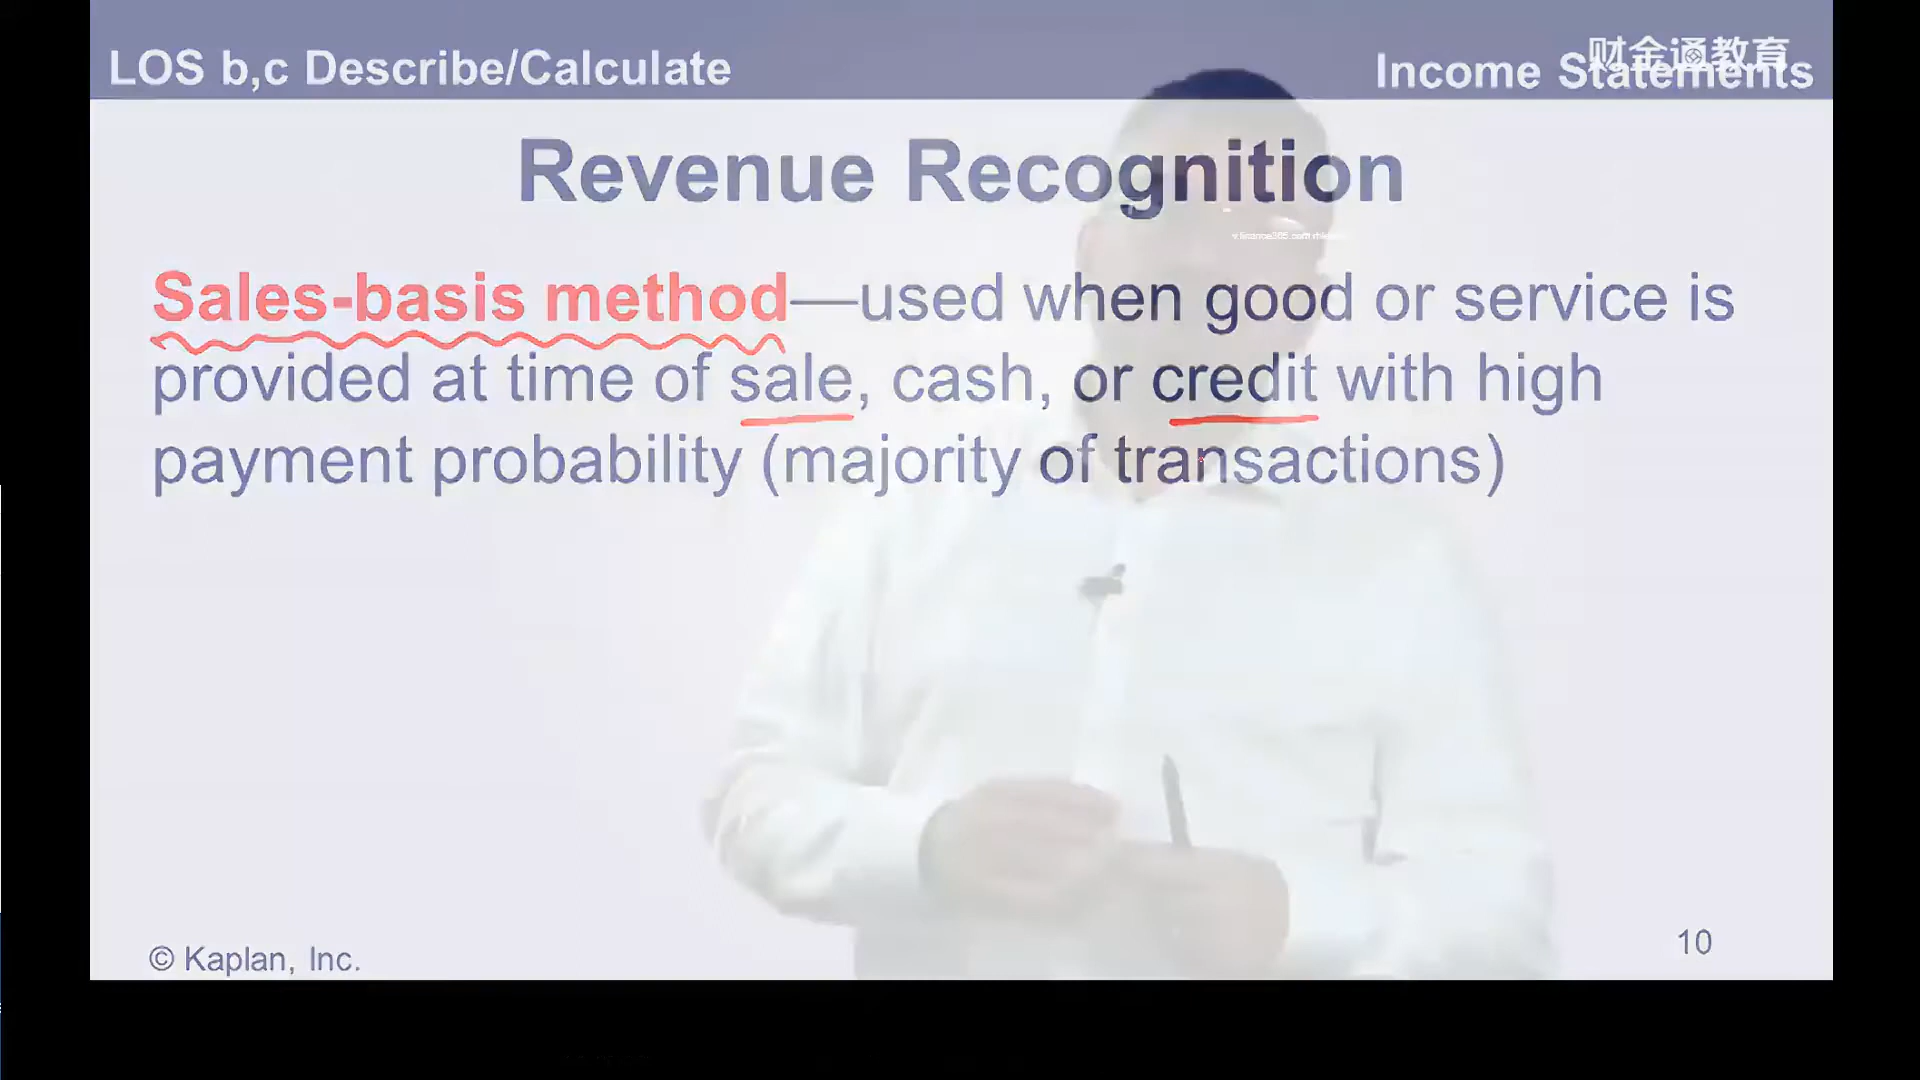 LOS b,c Describe/Calculate
Income Statements
财金通教育
Revenue Recognition
Sales-basis method—used when good or service is
provided at time of sale, cash, or credit with high
payment probability (majority of transactions)
© Kaplan, Inc.
10